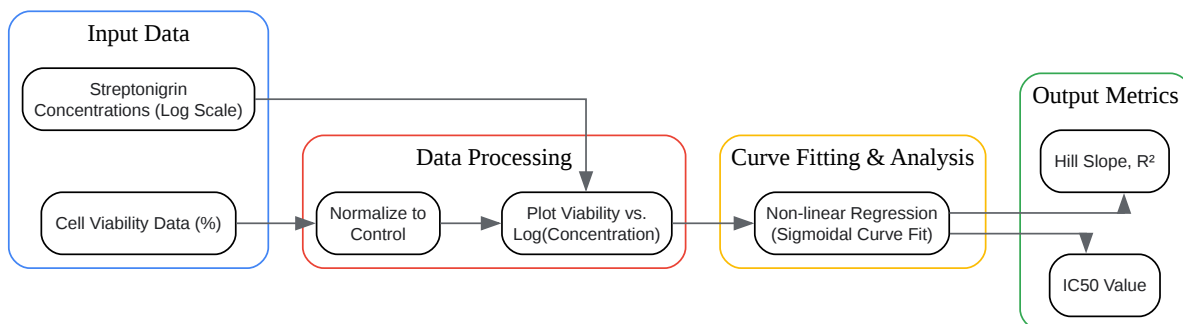 Input Data
Streptonigrin
Concentrations (Log Scale)
Cell Viability Data (%)
Data Processing
Normalize to
Control
Plot Viability vs.
Log(Concentration)
Curve Fitting & Analysis
Non-linear Regression
(Sigmoidal Curve Fit)
Output Metrics
Hill Slope, R²
IC50 Value